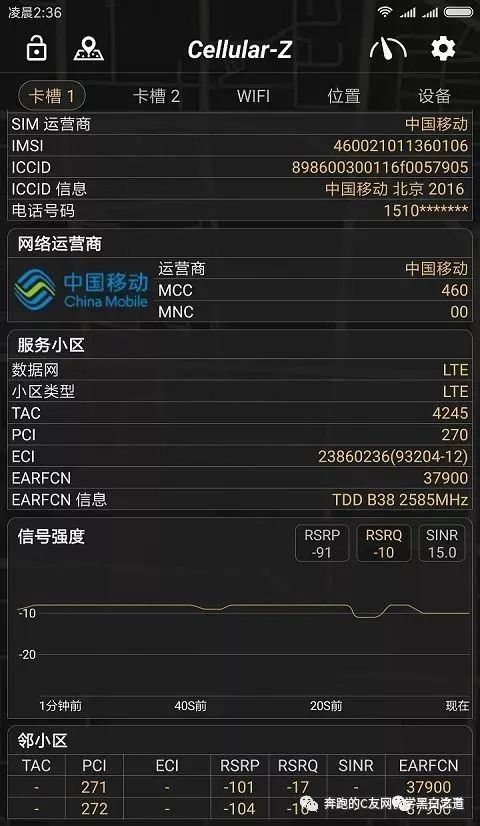 凌晨2:36
Cellular-Z
卡槽 1 卡槽 2 WIFI 位置 设备
SIM 运营商 中国移动
IMSI 460021011360106
ICCID 898600300116f0057905
ICCID 信息 中国移动 北京 2016
电话号码 1510*******
网络运营商
中国移动
China Mobile
运营商 中国移动
MCC 460
MNC 00
服务小区
数据网 LTE
小区类型 LTE
TAC 4245
PCI 270
ECI 23860236(93204-12)
EARFCN 37900
EARFCN 信息 TDD B38 2585MHz
信号强度
RSRP RSRQ SINR
-91 -10 15.0
-10
-20
1分钟前 40S前 20S前 现在
邻小区
TAC PCI ECI RSRP RSRQ SINR EARFCN
- 271 - -101 -17 - 37900
- 272 - -104
奔跑的C友网